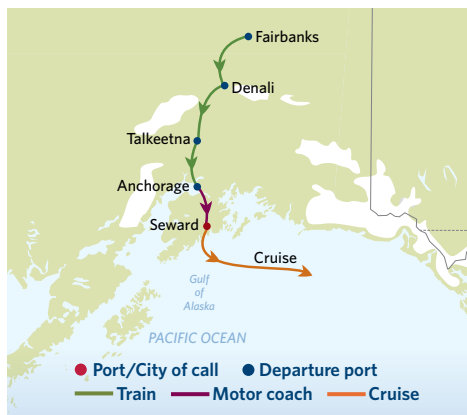 Fairbanks
Denali
Talkeetna
Anchorage
Seward
Cruise
Gulf
of
Alaska
PACIFIC OCEAN
Port/City of call
Departure port
Train
Motor coach
Cruise